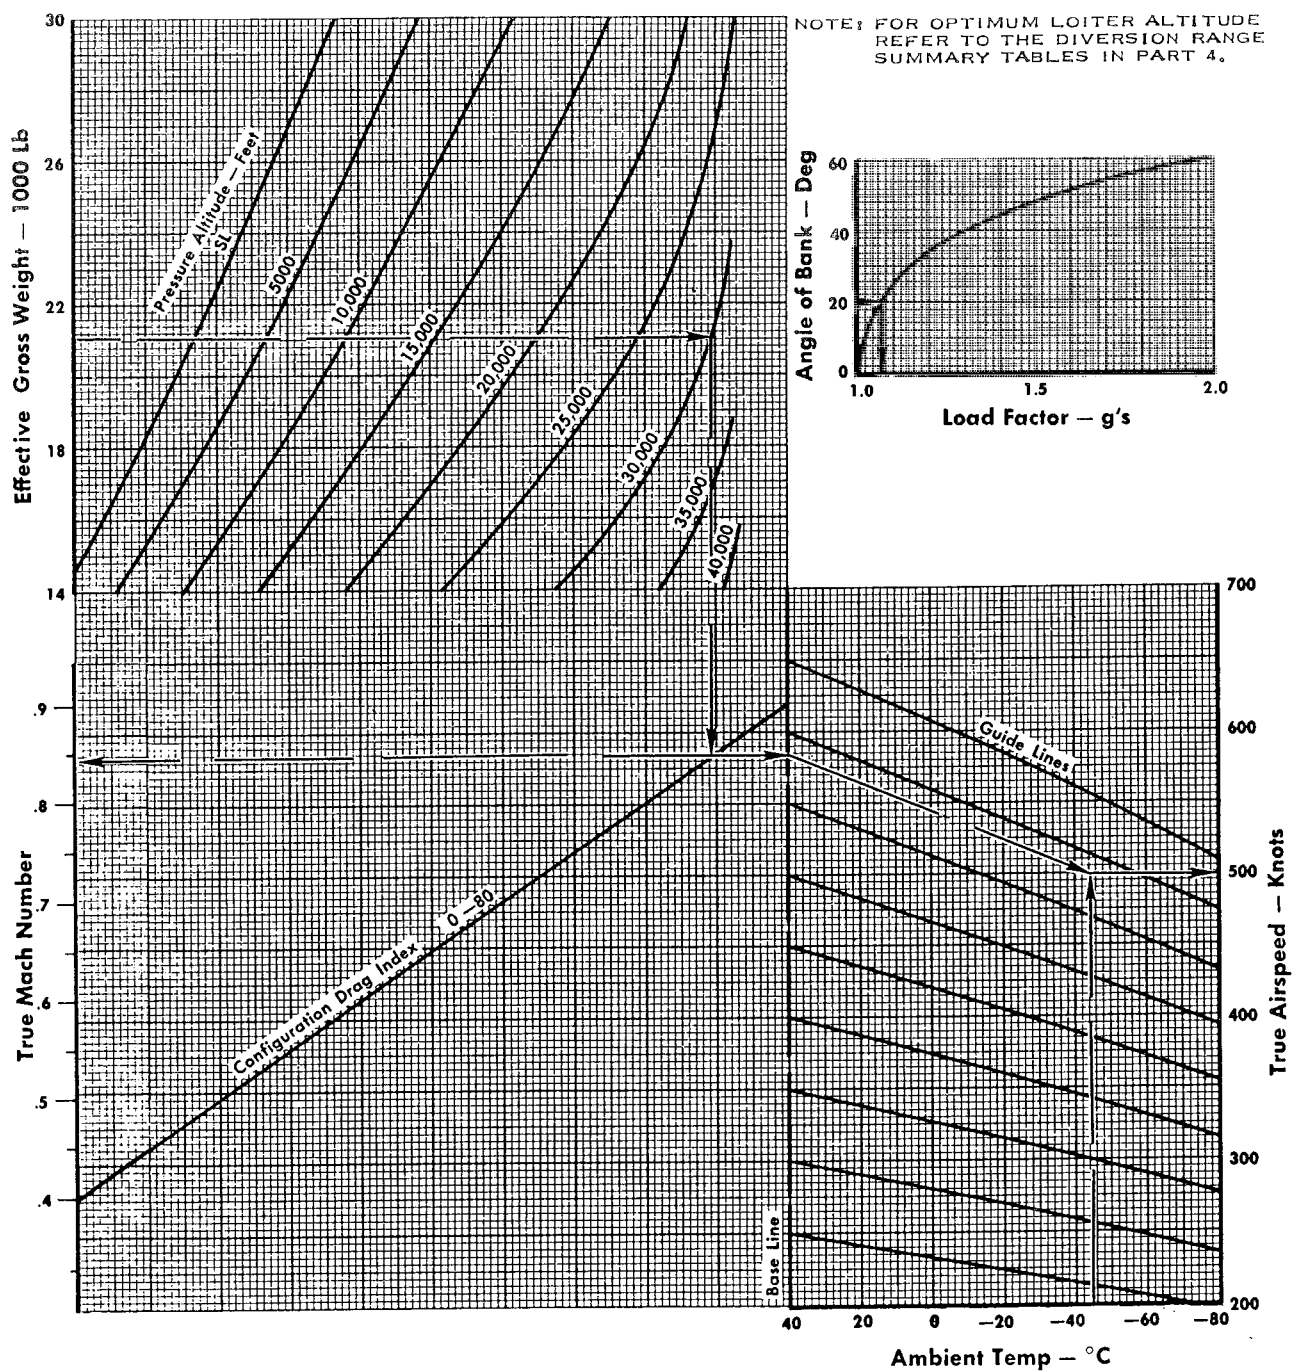 NOTE: FOR OPTIMUM LOITER ALTITUDE
REFER TO THE DIVERSION RANGE
SUMMARY TABLES IN PART 4.
30
26
22
18
14
Effective Gross Weight — 1000 Lb
Pressure Altitude — Feet
SL
5000
10,000
15,000
20,000
25,000
30,000
35,000
40,000
60
40
20
0
Angle of Bank — Deg
1.0
1.5
2.0
Load Factor — g's
.9
.8
.7
.6
.5
.4
True Mach Number
Configuration Drag Index
0—80
Guide Lines
Base Line
700
600
500
400
300
200
True Airspeed — Knots
40
20
0
—20
—40
—60
—80
Ambient Temp — °C